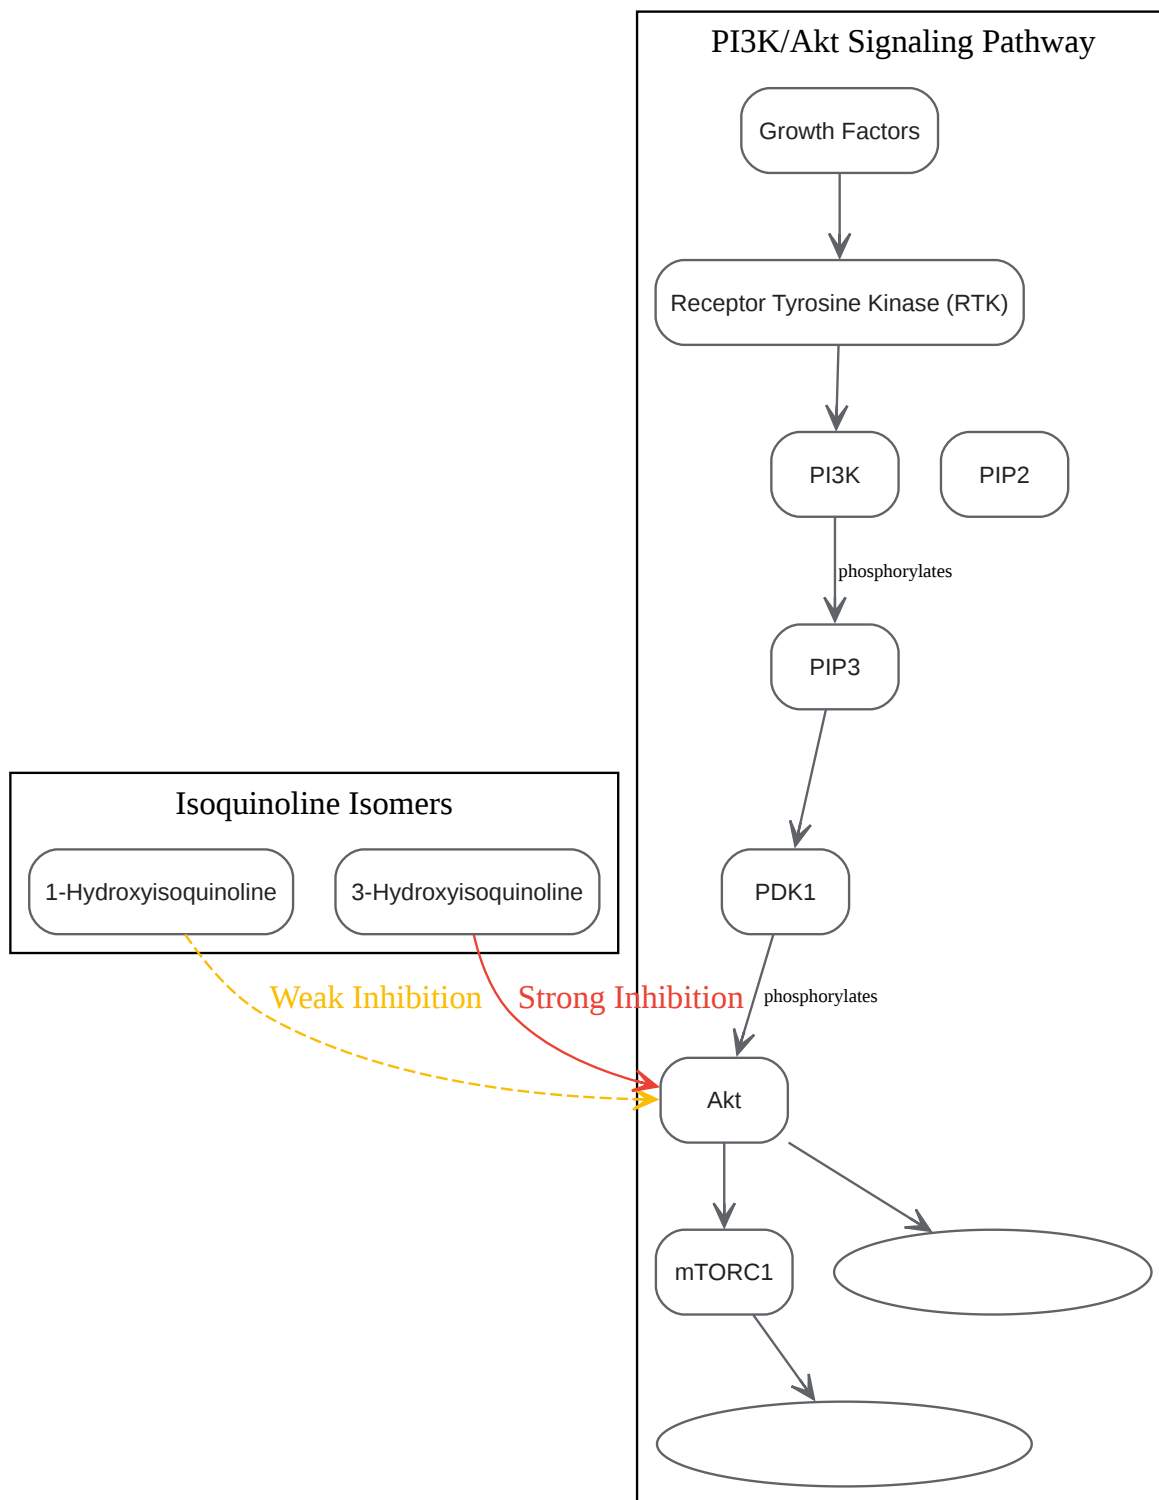 PI3K/Akt Signaling Pathway
Growth Factors
Receptor Tyrosine Kinase (RTK)
PI3K
PIP2
phosphorylates
PIP3
Isoquinoline Isomers
1-Hydroxyisoquinoline
3-Hydroxyisoquinoline
PDK1
Weak Inhibition
Strong Inhibition
phosphorylates
Akt
mTORC1